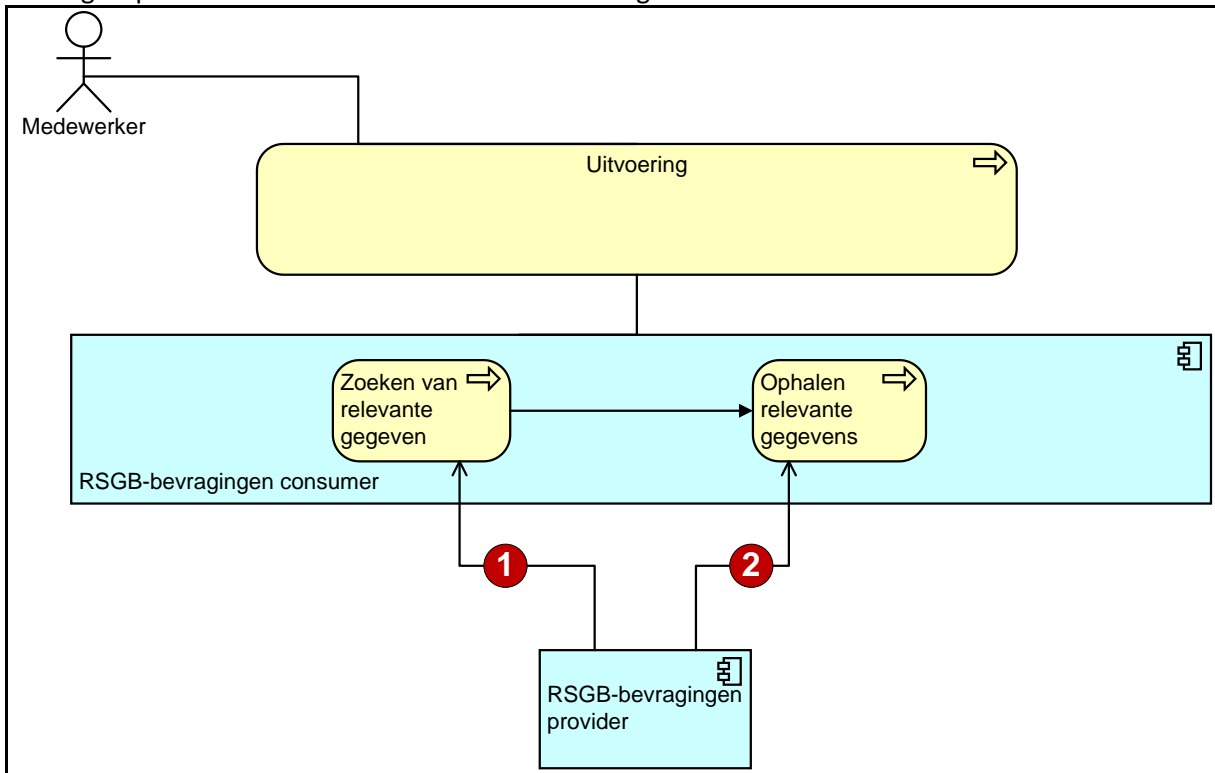 Medewerker
Uitvoering
Zoeken van
relevante
gegeven
Ophalen
relevante
gegevens
RSGB-bevragingen consumer
1
2
RSGB-bevragingen
provider